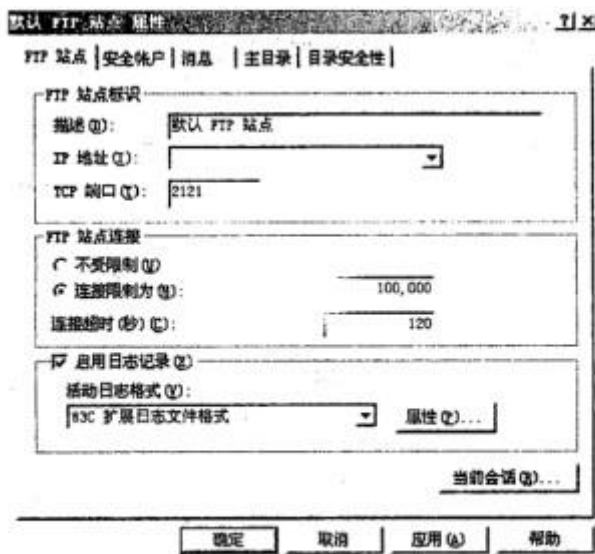 默认 FTP 站点 属性
FTP 站点 安全帐户 消息 主目录 目录安全性
FTP 站点标识
描述(D): 默认 FTP 站点
IP 地址(I):
TCP 端口(T): 2121
FTP 站点连接
不受限制(U)
连接限制为(N): 100,000
连接超时(秒)(C): 120
启用日志记录(E)
活动日志格式(V):
W3C 扩展日志文件格式 属性(P)...
当前会话(R)...
确定 取消 应用(A) 帮助